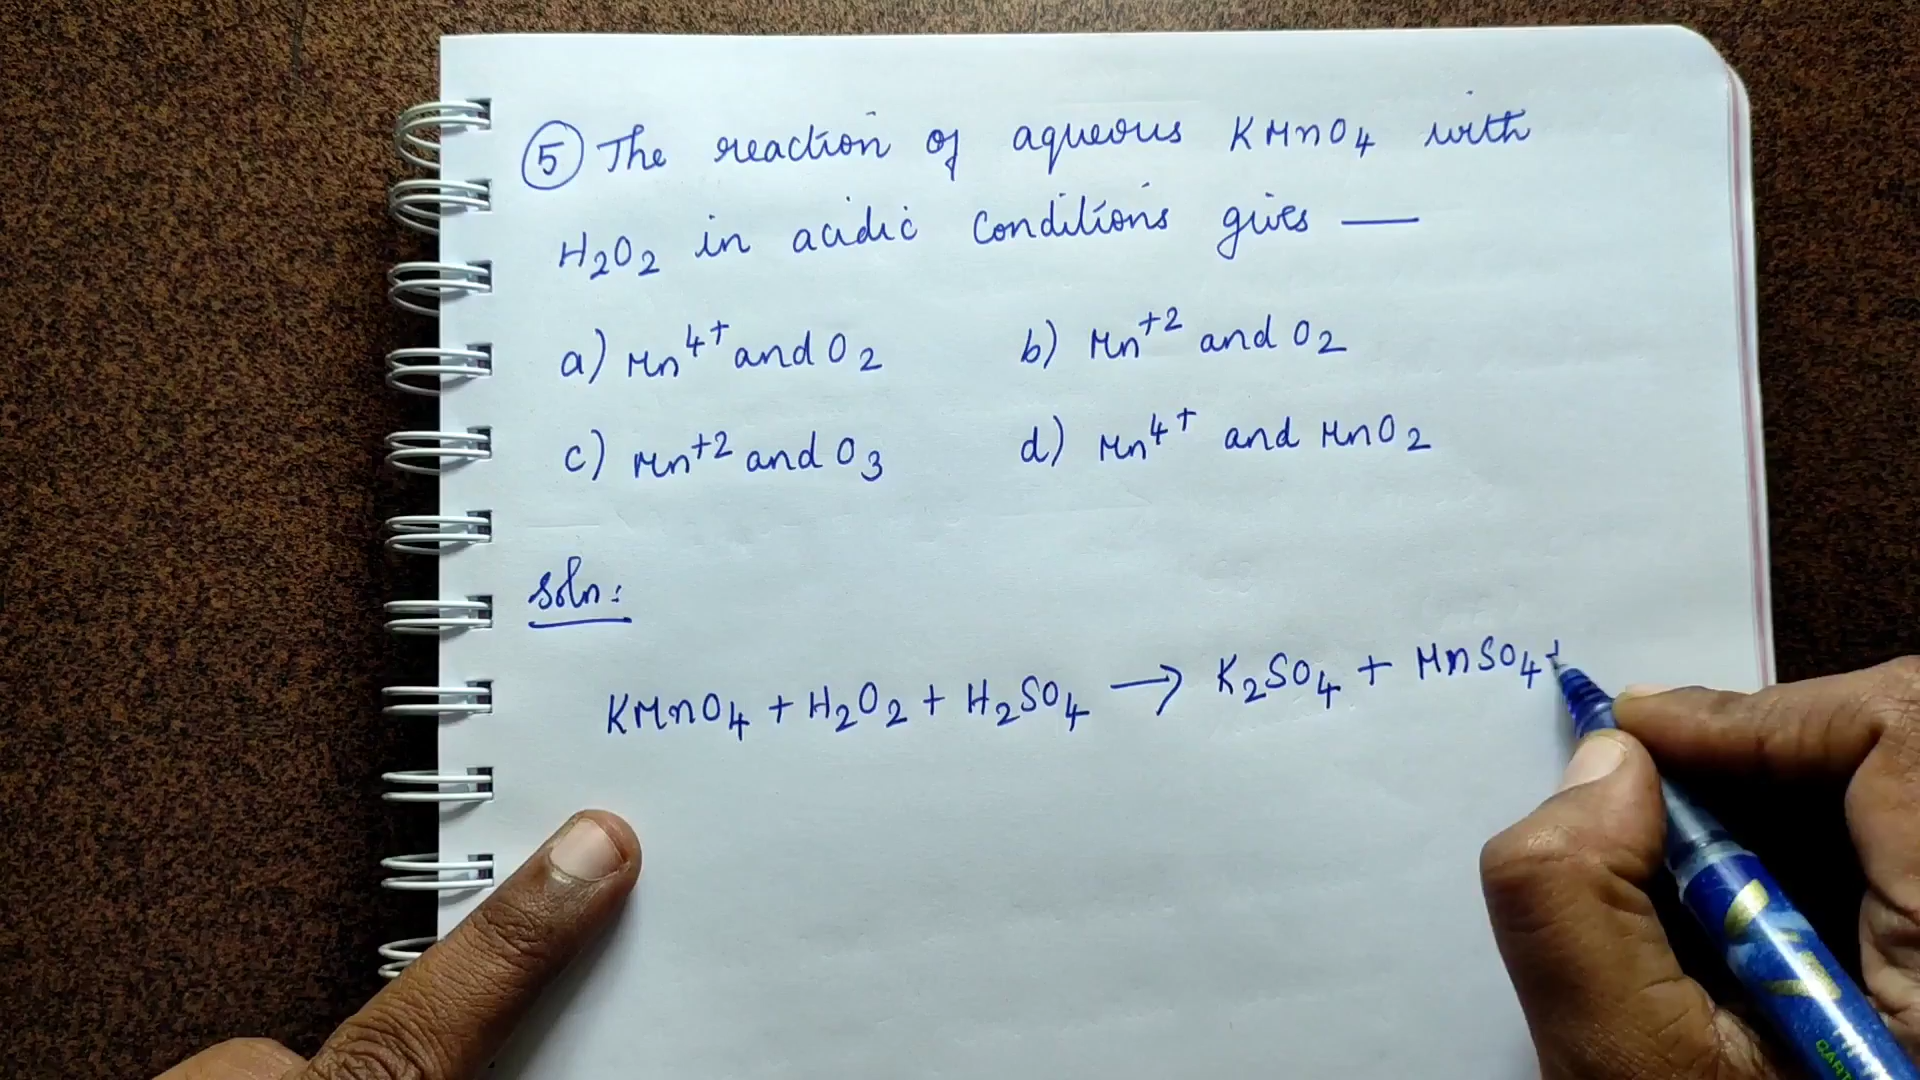 ⑤ The reaction of aqueous KMnO4 with
H2O2 in acidic conditions gives —
a) Mn4+ and O2 b) Mn+2 and O2
c) Mn+2 and O3 d) Mn4+ and MnO2
Soln:
KMnO4 + H2O2 + H2SO4 → K2SO4 + MnSO4 +